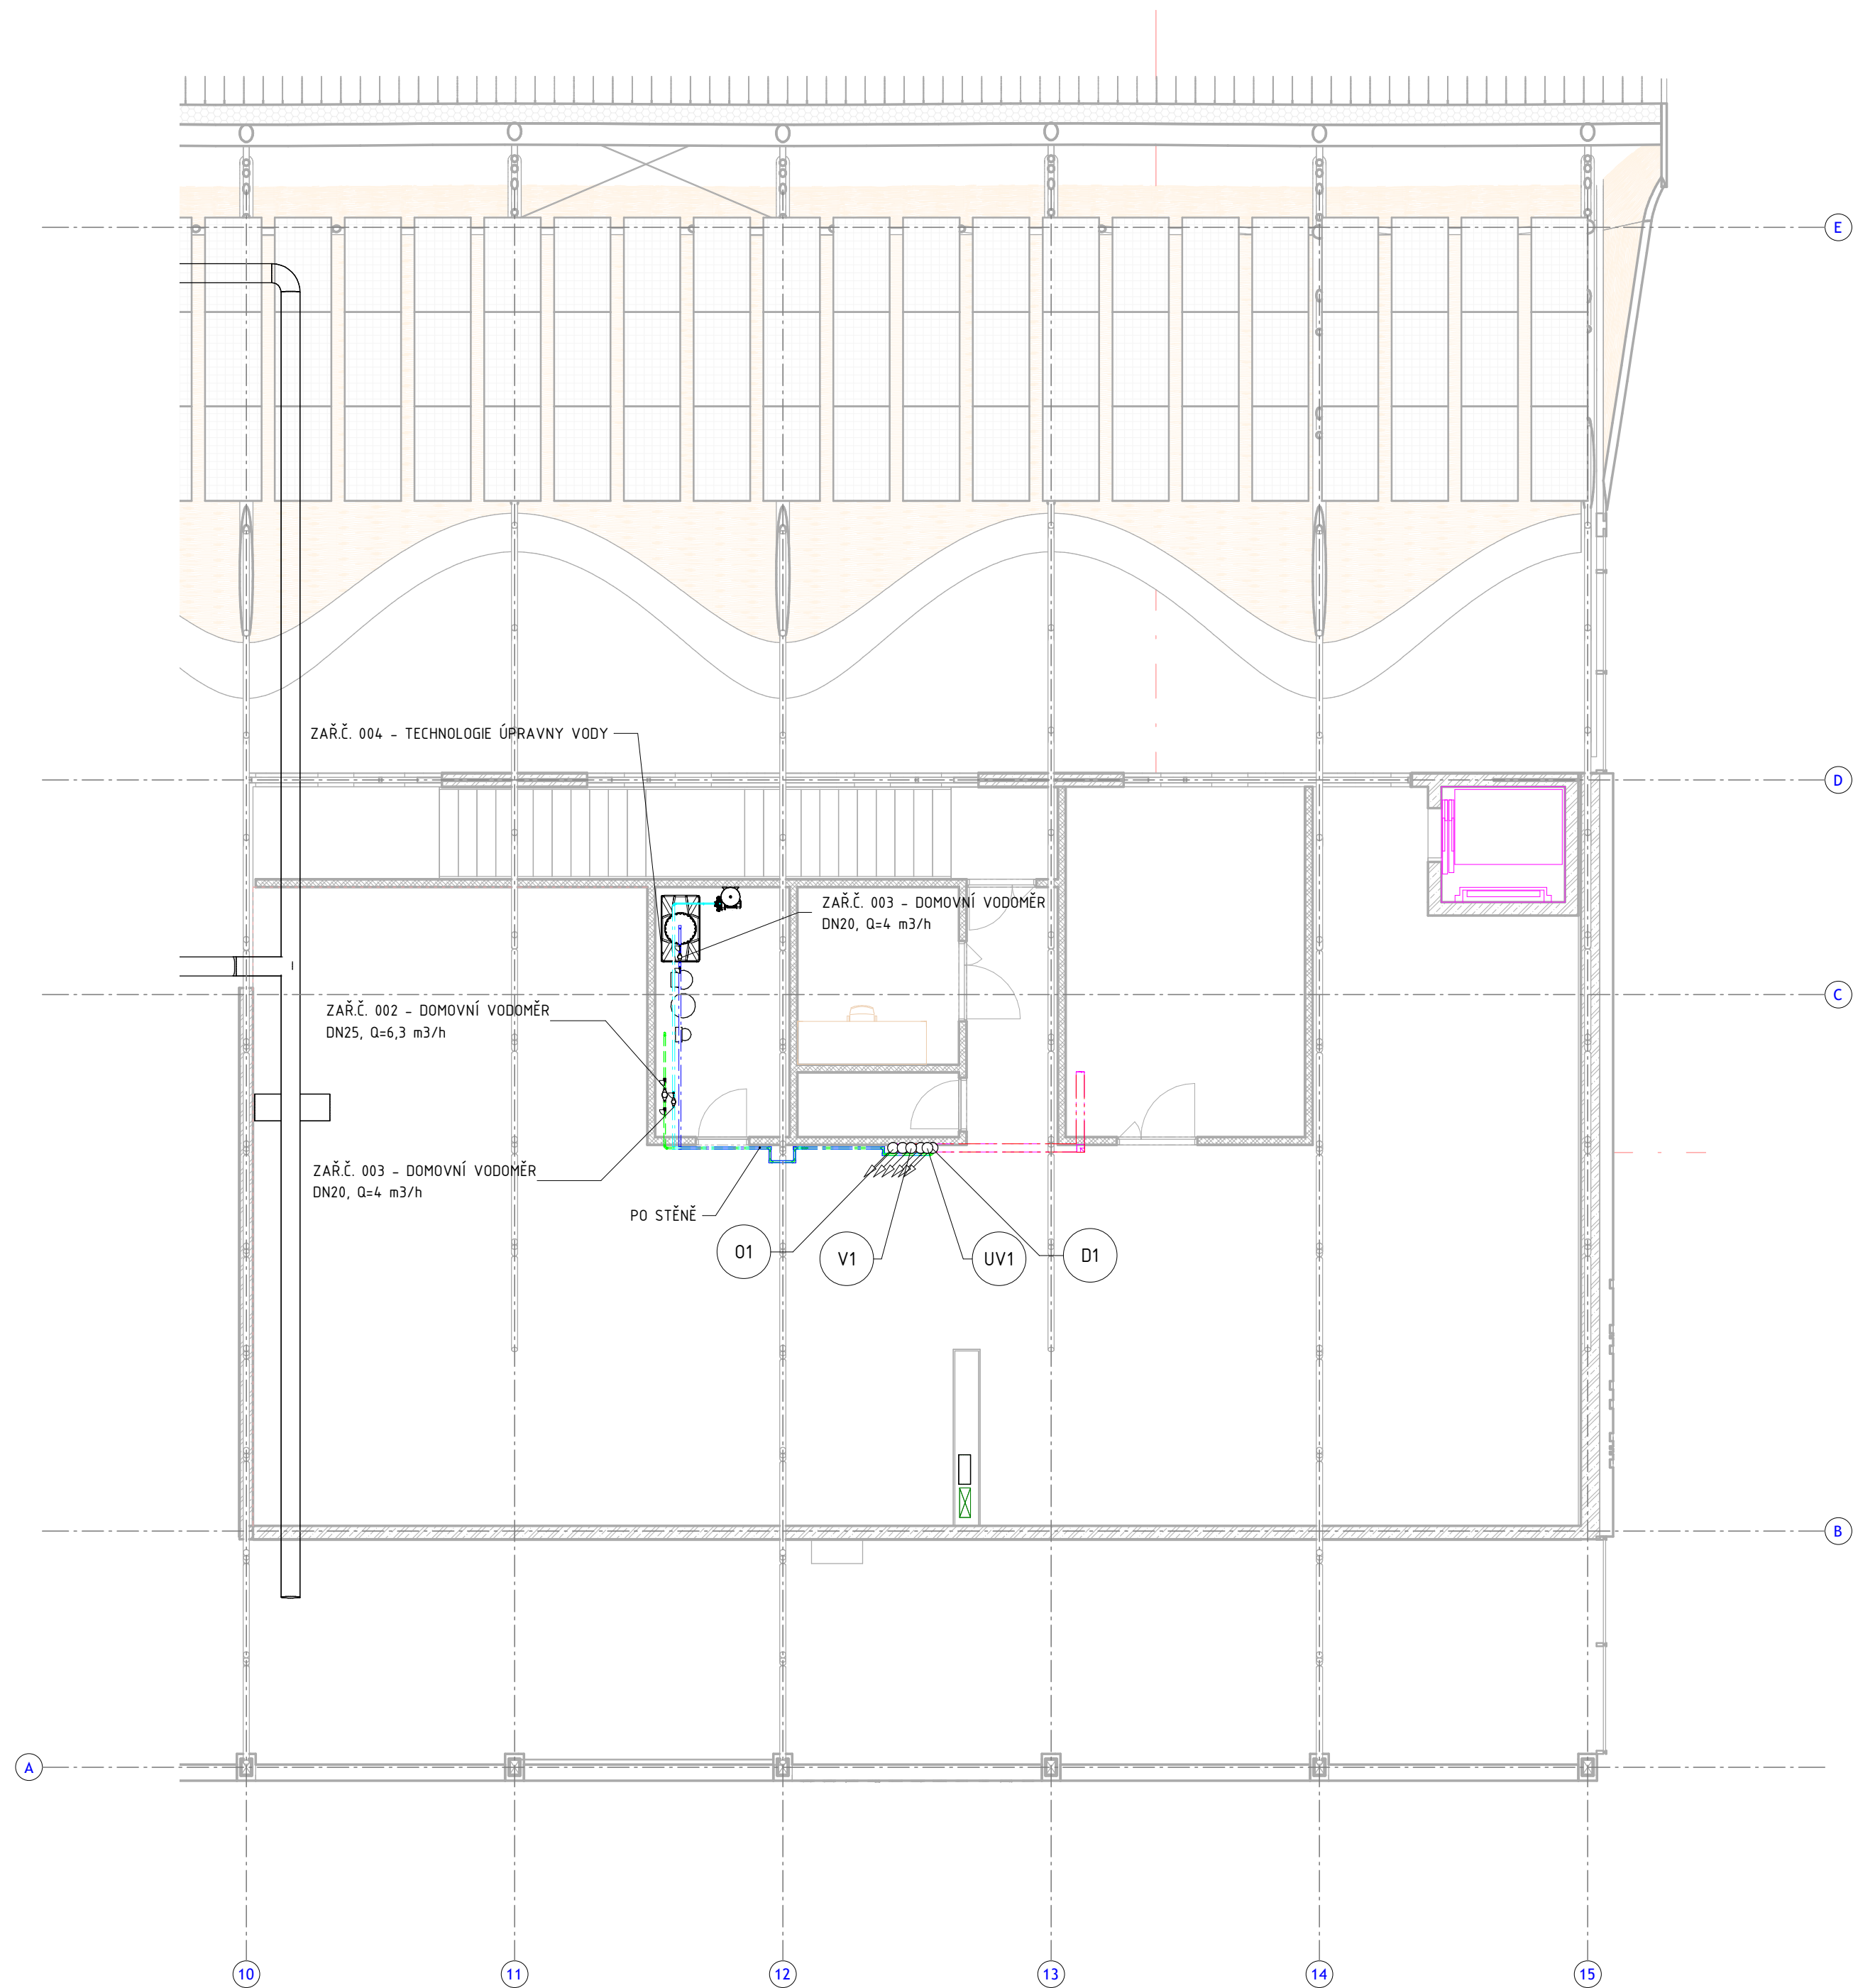 E
ZAŘ.Č. 004 - TECHNOLOGIE ÚPRAVNY VODY
D
ZAŘ.Č. 003 - DOMOVNÍ VODOMĚR
DN20, Q=4 m3/h
C
ZAŘ.Č. 002 - DOMOVNÍ VODOMĚR
DN25, Q=6,3 m3/h
ZAŘ.Č. 003 - DOMOVNÍ VODOMĚR
DN20, Q=4 m3/h
PO STĚNĚ
O1
V1
UV1
D1
B
A
10
11
12
13
14
15